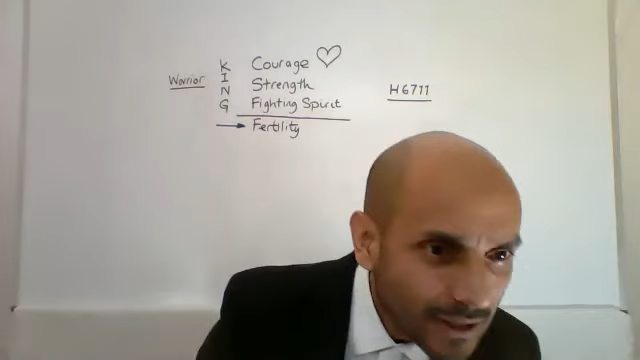 Warrior
K
I
N
G
Courage
Strength
Fighting Spirit
Fertility
H6711